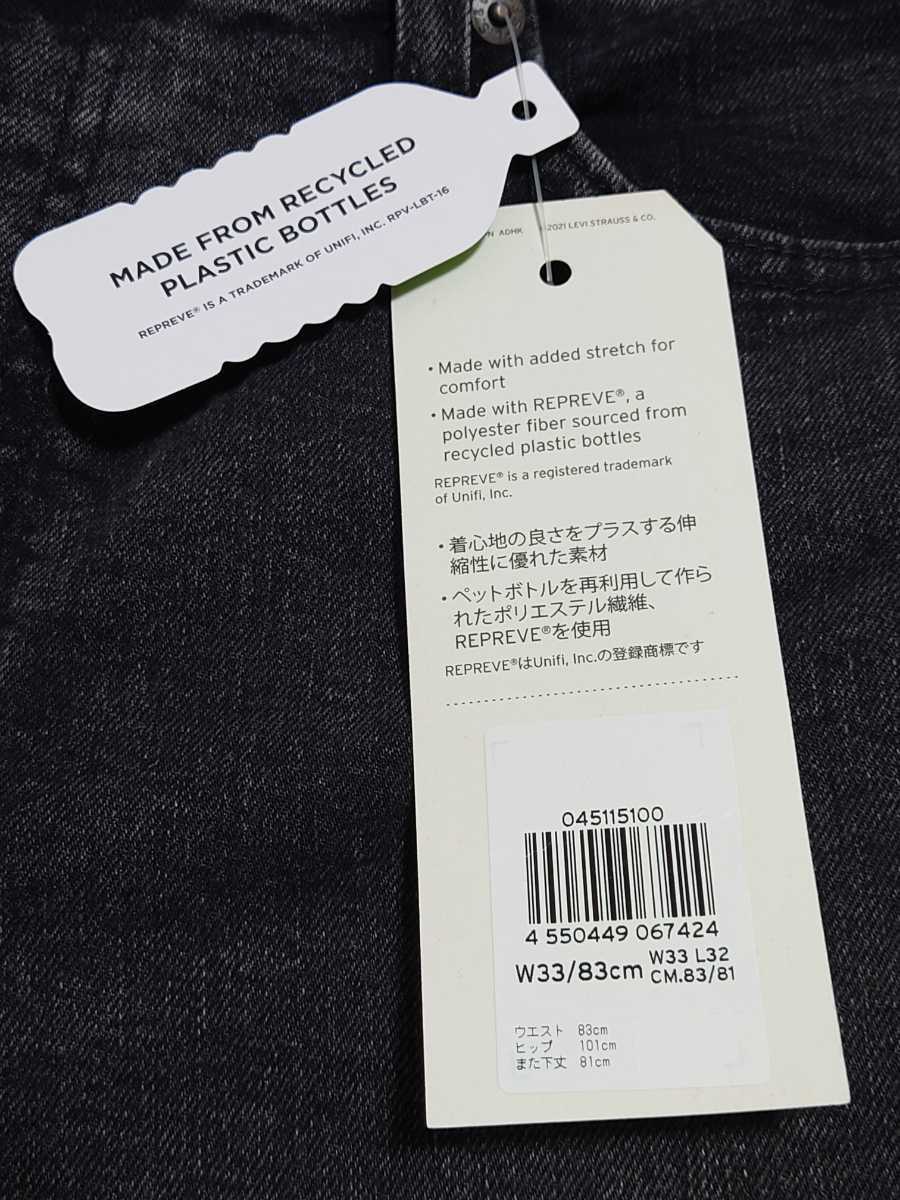 MADE FROM RECYCLED
PLASTIC BOTTLES
REPREVE® IS A TRADEMARK OF UNIFI, INC. RPV-LBT-16
ADHK ©2021 LEVI STRAUSS & CO.
• Made with added stretch for
comfort
• Made with REPREVE®, a
polyester fiber sourced from
recycled plastic bottles
REPREVE® is a registered trademark
of Unifi, Inc.
• 着心地の良さをプラスする伸
縮性に優れた素材
• ペットボトルを再利用して作ら
れたポリエステル繊維、
REPREVE®を使用
REPREVE®はUnifi, Inc.の登録商標です
045115100
4 550449 067424
W33/83cm W33 L32
CM.83/81
ウエスト 83cm
ヒップ 101cm
また下丈 81cm